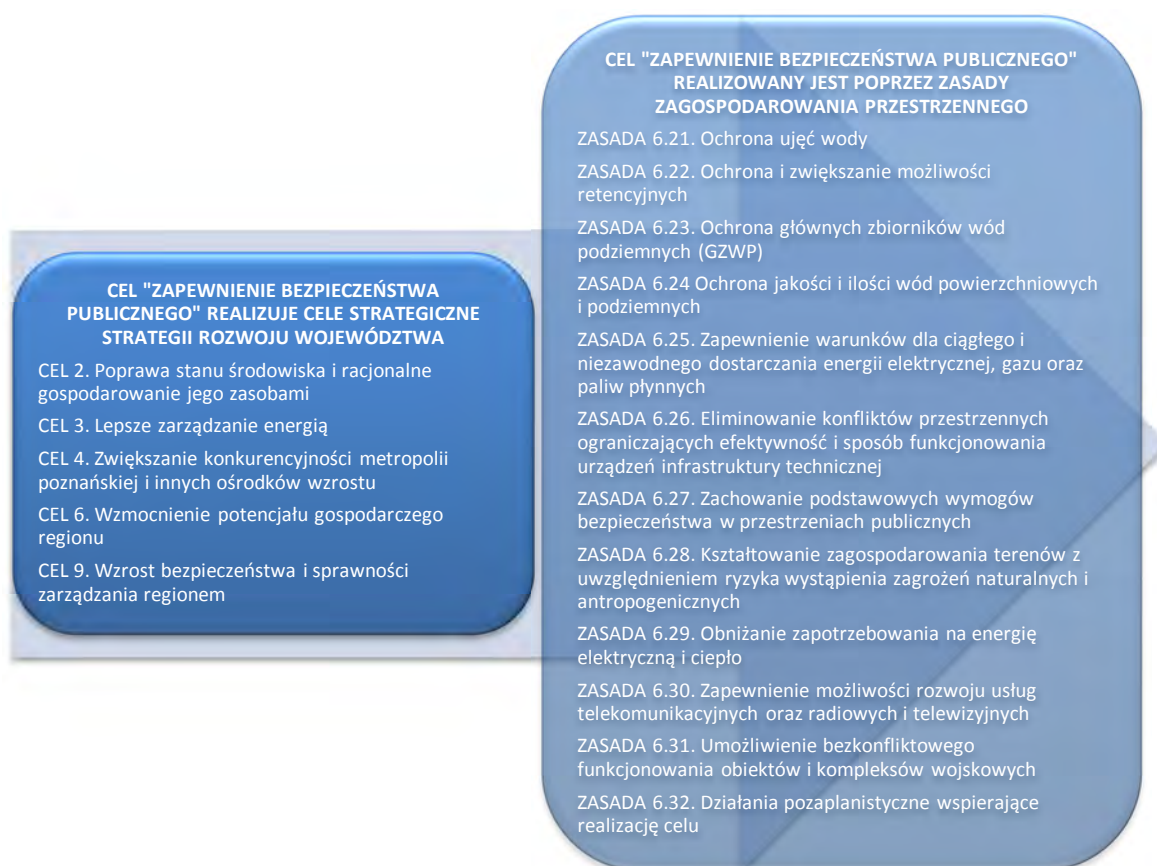 CEL "ZAPEWNIENIE BEZPIECZEŃSTWA
PUBLICZNEGO" REALIZUJE CELE STRATEGICZNE
STRATEGII ROZWOJU WOJEWÓDZTWA
CEL 2. Poprawa stanu środowiska i racjonalne
gospodarowanie jego zasobami
CEL 3. Lepsze zarządzanie energią
CEL 4. Zwiększanie konkurencyjności metropolii
poznańskiej i innych ośrodków wzrostu
CEL 6. Wzmocnienie potencjału gospodarczego
regionu
CEL 9. Wzrost bezpieczeństwa i sprawności
zarządzania regionem
CEL "ZAPEWNIENIE BEZPIECZEŃSTWA PUBLICZNEGO"
REALIZOWANY JEST POPRZEZ ZASADY
ZAGOSPODAROWANIA PRZESTRZENNEGO
ZASADA 6.21. Ochrona ujęć wody
ZASADA 6.22. Ochrona i zwiększanie możliwości
retencyjnych
ZASADA 6.23. Ochrona głównych zbiorników wód
podziemnych (GZWP)
ZASADA 6.24 Ochrona jakości i ilości wód powierzchniowych
i podziemnych
ZASADA 6.25. Zapewnienie warunków dla ciągłego i
niezawodnego dostarczania energii elektrycznej, gazu oraz
paliw płynnych
ZASADA 6.26. Eliminowanie konfliktów przestrzennych
ograniczających efektywność i sposób funkcjonowania
urządzeń infrastruktury technicznej
ZASADA 6.27. Zachowanie podstawowych wymogów
bezpieczeństwa w przestrzeniach publicznych
ZASADA 6.28. Kształtowanie zagospodarowania terenów z
uwzględnieniem ryzyka wystąpienia zagrożeń naturalnych i
antropogenicznych
ZASADA 6.29. Obniżanie zapotrzebowania na energię
elektryczną i ciepło
ZASADA 6.30. Zapewnienie możliwości rozwoju usług
telekomunikacyjnych oraz radiowych i telewizyjnych
ZASADA 6.31. Umożliwienie bezkonfliktowego
funkcjonowania obiektów i kompleksów wojskowych
ZASADA 6.32. Działania pozaplanistyczne wspierające
realizację celu